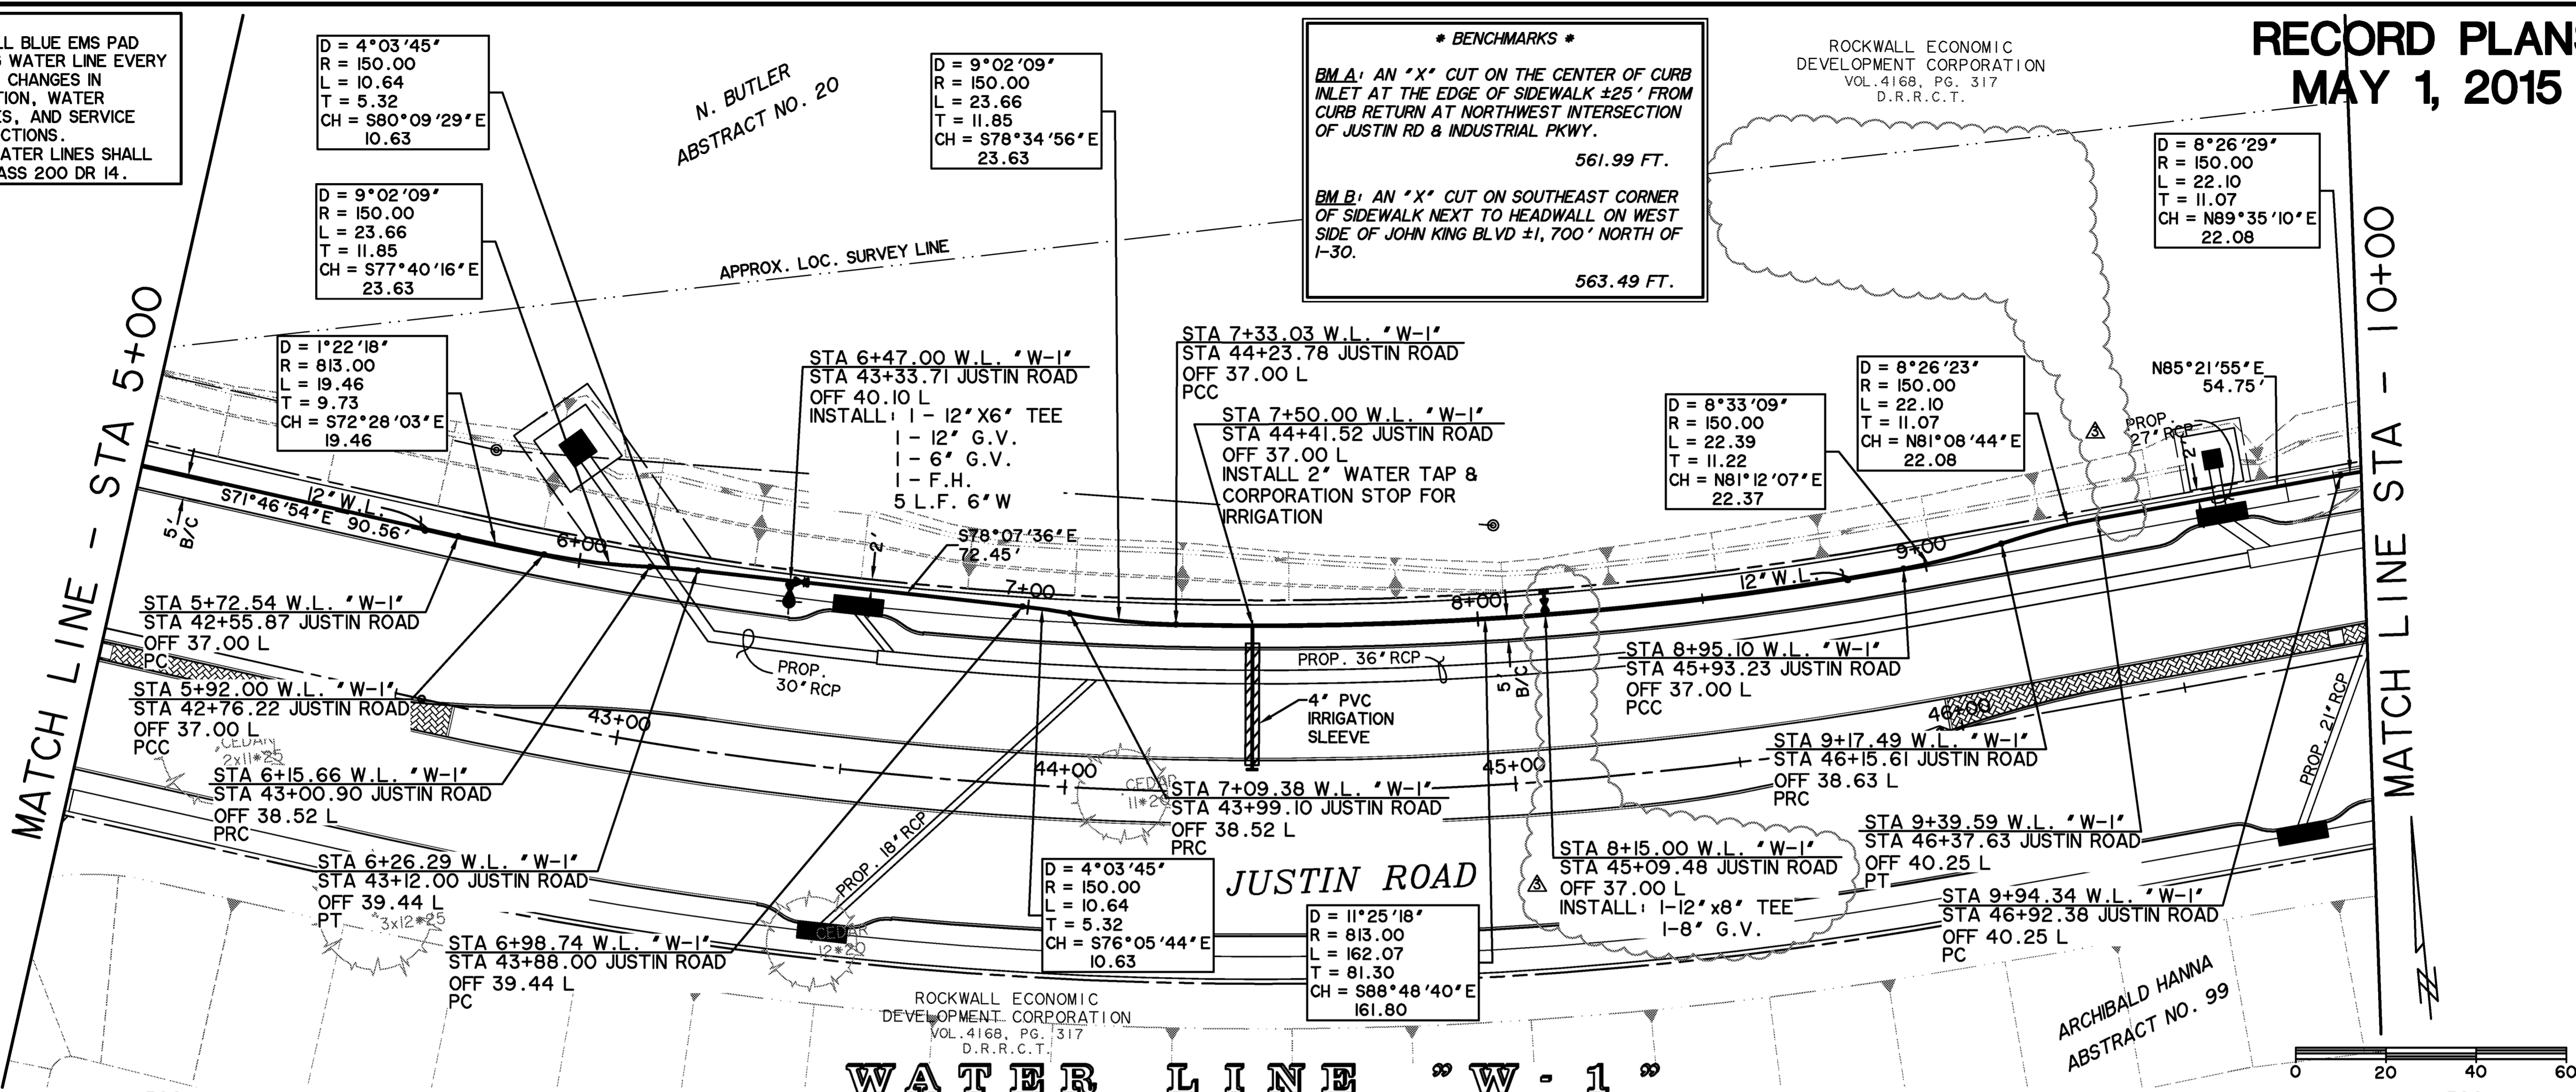 LL BLUE EMS PAD
WATER LINE EVERY
CHANGES IN
TION, WATER
ES, AND SERVICE
CTIONS.
ATER LINES SHALL
ASS 200 DR 14.
D = 4°03'45"
R = 150.00
L = 10.64
T = 5.32
CH = S80°09'29"E
10.63
D = 9°02'09"
R = 150.00
L = 23.66
T = 11.85
CH = S77°40'16"E
23.63
D = 1°22'18"
R = 813.00
L = 19.46
T = 9.73
CH = S72°28'03"E
19.46
N. BUTLER
ABSTRACT NO. 20
D = 9°02'09"
R = 150.00
L = 23.66
T = 11.85
CH = S78°34'56"E
23.63
APPROX. LOC. SURVEY LINE
* BENCHMARKS *
BM A: AN "X" CUT ON THE CENTER OF CURB
INLET AT THE EDGE OF SIDEWALK ±25' FROM
CURB RETURN AT NORTHWEST INTERSECTION
OF JUSTIN RD & INDUSTRIAL PKWY.
561.99 FT.
BM B: AN "X" CUT ON SOUTHEAST CORNER
OF SIDEWALK NEXT TO HEADWALL ON WEST
SIDE OF JOHN KING BLVD ±1,700' NORTH OF
I-30.
563.49 FT.
ROCKWALL ECONOMIC
DEVELOPMENT CORPORATION
VOL.4168, PG. 317
D.R.R.C.T.
RECORD PLANS
MAY 1, 2015
D = 8°26'29"
R = 150.00
L = 22.10
T = 11.07
CH = N89°35'10"E
22.08
MATCH LINE - STA 5+00
MATCH LINE STA - 10+00
STA 6+47.00 W.L. "W-1"
STA 43+33.71 JUSTIN ROAD
OFF 40.10 L
INSTALL: 1 - 12"X6" TEE
1 - 12" G.V.
1 - 6" G.V.
1 - F.H.
5 L.F. 6"W
STA 7+33.03 W.L. "W-1"
STA 44+23.78 JUSTIN ROAD
OFF 37.00 L
PCC
STA 7+50.00 W.L. "W-1"
STA 44+41.52 JUSTIN ROAD
OFF 37.00 L
INSTALL 2" WATER TAP &
CORPORATION STOP FOR
IRRIGATION
D = 8°33'09"
R = 150.00
L = 22.39
T = 11.22
CH = N81°12'07"E
22.37
D = 8°26'23"
R = 150.00
L = 22.10
T = 11.07
CH = N81°08'44"E
22.08
3
PROP.
27" RCP
2'
N85°21'55"E
54.75'
5'
B/C
S71°46'54"E 90.56'
12" W.L.
6+00
2'
S78°07'36"E
72.45'
7+00
8+00
12" W.L.
9+00
STA 5+72.54 W.L. "W-1"
STA 42+55.87 JUSTIN ROAD
OFF 37.00 L
PC
STA 5+92.00 W.L. "W-1"
STA 42+76.22 JUSTIN ROAD
OFF 37.00 L
PCC
CEDAR
2x11*25
STA 6+15.66 W.L. "W-1"
STA 43+00.90 JUSTIN ROAD
OFF 38.52 L
PRC
STA 6+26.29 W.L. "W-1"
STA 43+12.00 JUSTIN ROAD
OFF 39.44 L
PT
3x12*25
STA 6+98.74 W.L. "W-1"
STA 43+88.00 JUSTIN ROAD
OFF 39.44 L
PC
43+00
PROP.
30" RCP
PROP. 36" RCP
5'
B/C
4" PVC
IRRIGATION
SLEEVE
44+00
CEDAR
11*20
45+00
46+00
STA 7+09.38 W.L. "W-1"
STA 43+99.10 JUSTIN ROAD
OFF 38.52 L
PRC
PROP. 18" RCP
CEDAR
12*20
D = 4°03'45"
R = 150.00
L = 10.64
T = 5.32
CH = S76°05'44"E
10.63
JUSTIN ROAD
D = 11°25'18"
R = 813.00
L = 162.07
T = 81.30
CH = S88°48'40"E
161.80
STA 8+95.10 W.L. "W-1"
STA 45+93.23 JUSTIN ROAD
OFF 37.00 L
PCC
STA 9+17.49 W.L. "W-1"
STA 46+15.61 JUSTIN ROAD
OFF 38.63 L
PRC
3
STA 8+15.00 W.L. "W-1"
STA 45+09.48 JUSTIN ROAD
OFF 37.00 L
INSTALL: 1-12" x8" TEE
1-8" G.V.
STA 9+39.59 W.L. "W-1"
STA 46+37.63 JUSTIN ROAD
OFF 40.25 L
PT
STA 9+94.34 W.L. "W-1"
STA 46+92.38 JUSTIN ROAD
OFF 40.25 L
PC
PROP. 21" RCP
ROCKWALL ECONOMIC
DEVELOPMENT CORPORATION
VOL.4168, PG. 317
D.R.R.C.T.
ARCHIBALD HANNA
ABSTRACT NO. 99
WATER LINE "W-1"
0 20 40 60